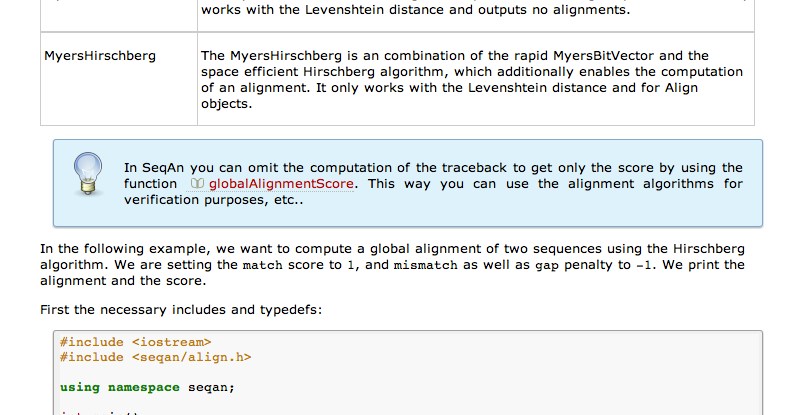 works with the Levenshtein distance and outputs no alignments.
MyersHirschberg
The MyersHirschberg is an combination of the rapid MyersBitVector and the
space efficient Hirschberg algorithm, which additionally enables the computation
of an alignment. It only works with the Levenshtein distance and for Align
objects.
In SeqAn you can omit the computation of the traceback to get only the score by using the
function globalAlignmentScore. This way you can use the alignment algorithms for
verification purposes, etc..
In the following example, we want to compute a global alignment of two sequences using the Hirschberg
algorithm. We are setting the match score to 1, and mismatch as well as gap penalty to -1. We print the
alignment and the score.
First the necessary includes and typedefs:
#include <iostream>
#include <seqan/align.h>
using namespace seqan;